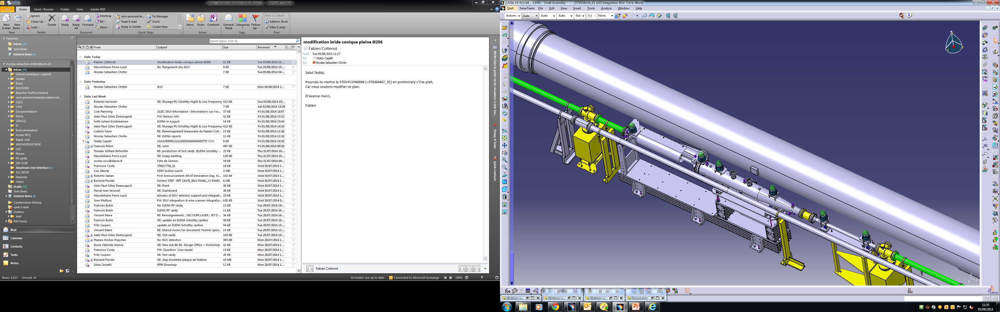 Inbox - nicolas.sebastien.chritin@cern.ch - Microsoft Outlook
File Home Send / Receive Folder View Adobe PDF
New E-mail
New Items
Ignore
Clean Up
Junk
Delete
Reply
Reply All
Forward
Meeting
IM
More
cern pension/m...
Team E-mail
Reply & Delete
To Manager
Done
Create New
Move
Rules
OneNote
Unread/ Read
Categorize
Follow Up
Find a Contact
Address Book
Filter E-mail
New Delete Respond Quick Steps Move Tags Find
Favorites
Inbox (24)
Sent Items
Deleted Items (8)
nicolas.sebastien.chritin@cern.ch
Inbox (24)
Astuces pratiques support
Awake
Biere
BOOSTER
Buncher Steffen/Ahmed
cern pension/maladie/salaire/ert...
CLIC1
CTF3
Documentation
Elena
GRACQ
IC
Instrumentation
Isolde RFQ
Kayak club
kNOWLEDGE BASE
LHC
Phone
PS cavity
SKI CLUB
Smarteam User Interface (1)
TAC/NTOF
trainnee
Victor
Drafts [55]
Sent Items
Deleted Items (8)
Conversation History
Junk E-mail
Outbox
mail
RSS Feeds
Mail
Calendar
Contacts
Tasks
Notes
Items: 5,023 Unread: 24
Search Inbox (Ctrl+E)
From Subject Size Received C...
Date: Today
Fabien Cottenot modification bride conique pleine Ø206 11 KB Tue 05/08/2014 11:...
Massimiliano Ferro-Luzzi Re: Rangement doc BGV 9 KB Tue 05/08/2014 10:...
Nicolas Sebastien Chritin 7 KB Tue 05/08/2014 04:...
Date: Yesterday
Nicolas Sebastien Chritin BGV 7 KB Mon 04/08/2014 2...
Date: Last Week
Roberto Kersevan RE: Etuvage PU Schottky Hight & Low Frequency 422 KB Sun 03/08/2014 19:...
Nicolas Sebastien Chritin 7 KB Sat 02/08/2014 15:39
Ccrb Planning LD2IC 2014 Information / Informations sur l'ex... 57 KB Fri 01/08/2014 18:07
Alain Paul Gilles Demougeot FW: Belows info 52 KB Fri 01/08/2014 15:52
Antti Juhani Kolehmainen ELENA in August 14 KB Fri 01/08/2014 15:43
Alain Paul Gilles Demougeot RE: Etuvage PU Schottky Hight & Low Frequency 422 KB Fri 01/08/2014 14:10
Ludovic Favre RE: Demenagement temporaire de Fabien Cott... 15 KB Fri 01/08/2014 11:26
Nicolas Sebastien Chritin RE: ELENA reports 11 KB Fri 01/08/2014 11:18
Teddy Capelli UUUURRRRGGGGEEEENNNNNNNTTTT !!!!!!!! 9 KB Fri 01/08/2014 10:20
Francois Pillon RE: Joint 497 KB Fri 01/08/2014 09:50
Thomas William Birtwistle RE: production of test cavity (ELENA Schottky ... 23 KB Thu 31/07/2014 18:...
Massimiliano Ferro-Luzzi RE: today meeting 128 KB Thu 31/07/2014 10:...
cecilia.rossi@libero.it Fete de Geneve 19 KB Thu 31/07/2014 09:...
Francisco Costa ST0617736_01 10 KB Wed 30/07/2014 1...
Luis Alberty EDM Section lunch 2 MB Wed 30/07/2014 1...
Roberto Saban First Announcement: EN-KT Innovation Day, Tu... 102 KB Wed 30/07/2014 1...
Bernard Florian fichiers STEP - RPT CRATE_BIAS PANEL_LV PANEL 6 MB Wed 30/07/2014 1...
Alain Paul Gilles Demougeot RE: Point 30 KB Wed 30/07/2014 1...
Pascal Jean Secouet RE: Dashboard 26 KB Wed 30/07/2014 1...
Massimiliano Ferro-Luzzi minutes of BGV detector support and integrati... 10 KB Wed 30/07/2014 1...
Yvon Muttoni FW: BGV integration & wire scanner integratio... 628 KB Wed 30/07/2014 0...
Francois Butin Re: ELENA RF cavity 13 KB Tue 29/07/2014 19:...
Francois Butin ELENA RF cavity 11 KB Tue 29/07/2014 16:...
Vincent Maire RE: Renseignements , DECOUPE LASER / JET D'... 36 KB Tue 29/07/2014 16:...
Francois Butin RE: update on ELENA Schottky cavities 58 KB Tue 29/07/2014 16:...
Fritz Caspers update on ELENA Schottky cavities 54 KB Tue 29/07/2014 15:...
Vincent Maire RE: Shared Access for document: Technic speci... 15 KB Tue 29/07/2014 11:...
Alain Paul Gilles Demougeot RE: Test cavity 103 KB Tue 29/07/2014 10:...
Plamen Hristov Hopchev Re: BGV detectors 385 KB Mon 28/07/2014 1...
Nuria Valverde Alonso RE: New Job BE-BI: Design Office + Workshop 41 KB Mon 28/07/2014 1...
Francisco Costa FW: Question "User needs" 15 KB Mon 28/07/2014 1...
Fritz Caspers RE: Test cavity 20 KB Mon 28/07/2014 1...
Bernard Florian RE: step ensemble plaque de fixation 10 MB Mon 28/07/2014 1...
Silvia Zorzetti BPM Drawings 12 KB Mon 28/07/2014 1...
modification bride conique pleine Ø206
Fabien Cottenot
Sent: Tue 05/08/2014 11:17
To: Teddy Capelli
Cc: Nicolas Sebastien Chritin
Salut Teddy,
Pourrais-tu mettre le STDVFCON0008 (=ST0300467_01) en preliminary s'il te plait,
Car nous voulons modifier ce plan.
D'avance merci,
Fabien
Fabien Cottenot
All folders are up to date. Connected to Microsoft Exchange 100%
09:30: Faire le point sur les chambres à vide Aw...
Today: 0 Tasks
Quick Contacts
CATIA V5 R23 64 - CERN : Small Assembly - - - [ST0556334_01 a.03 Integration BGV 7L4 In Work]
Start SmarTeam File Edit View Insert Tools Analyze Window Help
Autom. Auto Auto Auto Aut Aut None
z
y
x
ABC
f(x)
(Bottom-u... (Bottom-u... (Bottom-u... Documents
CATIA
11:35
05/08/2014